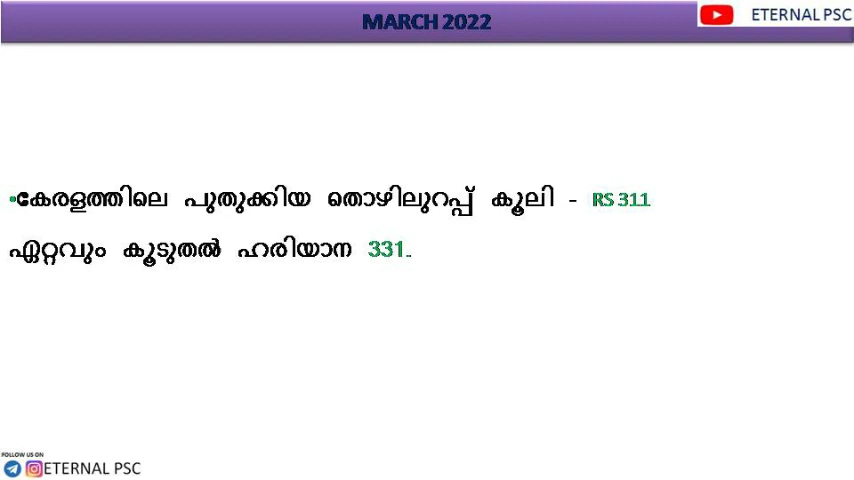 MARCH 2022
ETERNAL PSC
•കേരളത്തിലെ പുതുക്കിയ തൊഴിലുറപ്പ് കൂലി - RS 311
ഏറ്റവും കൂടുതൽ ഹരിയാന 331.
FOLLOW US ON
ETERNAL PSC